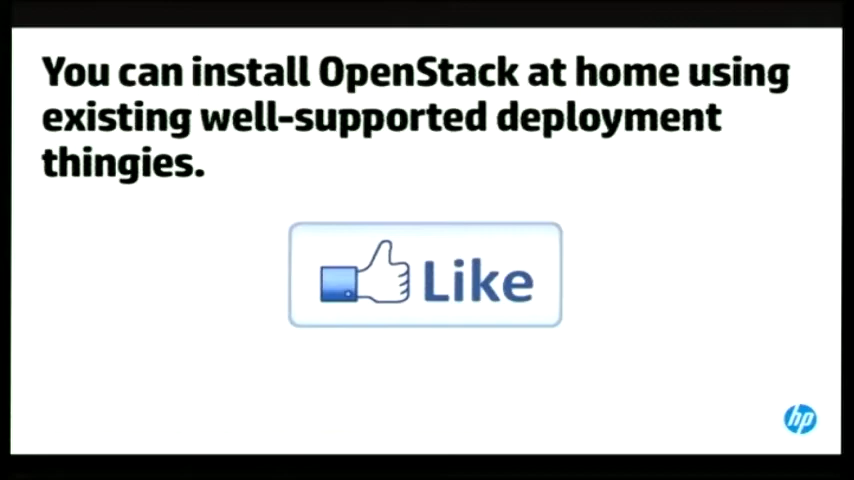 You can install OpenStack at home using
existing well-supported deployment
thingies.
Like
hp